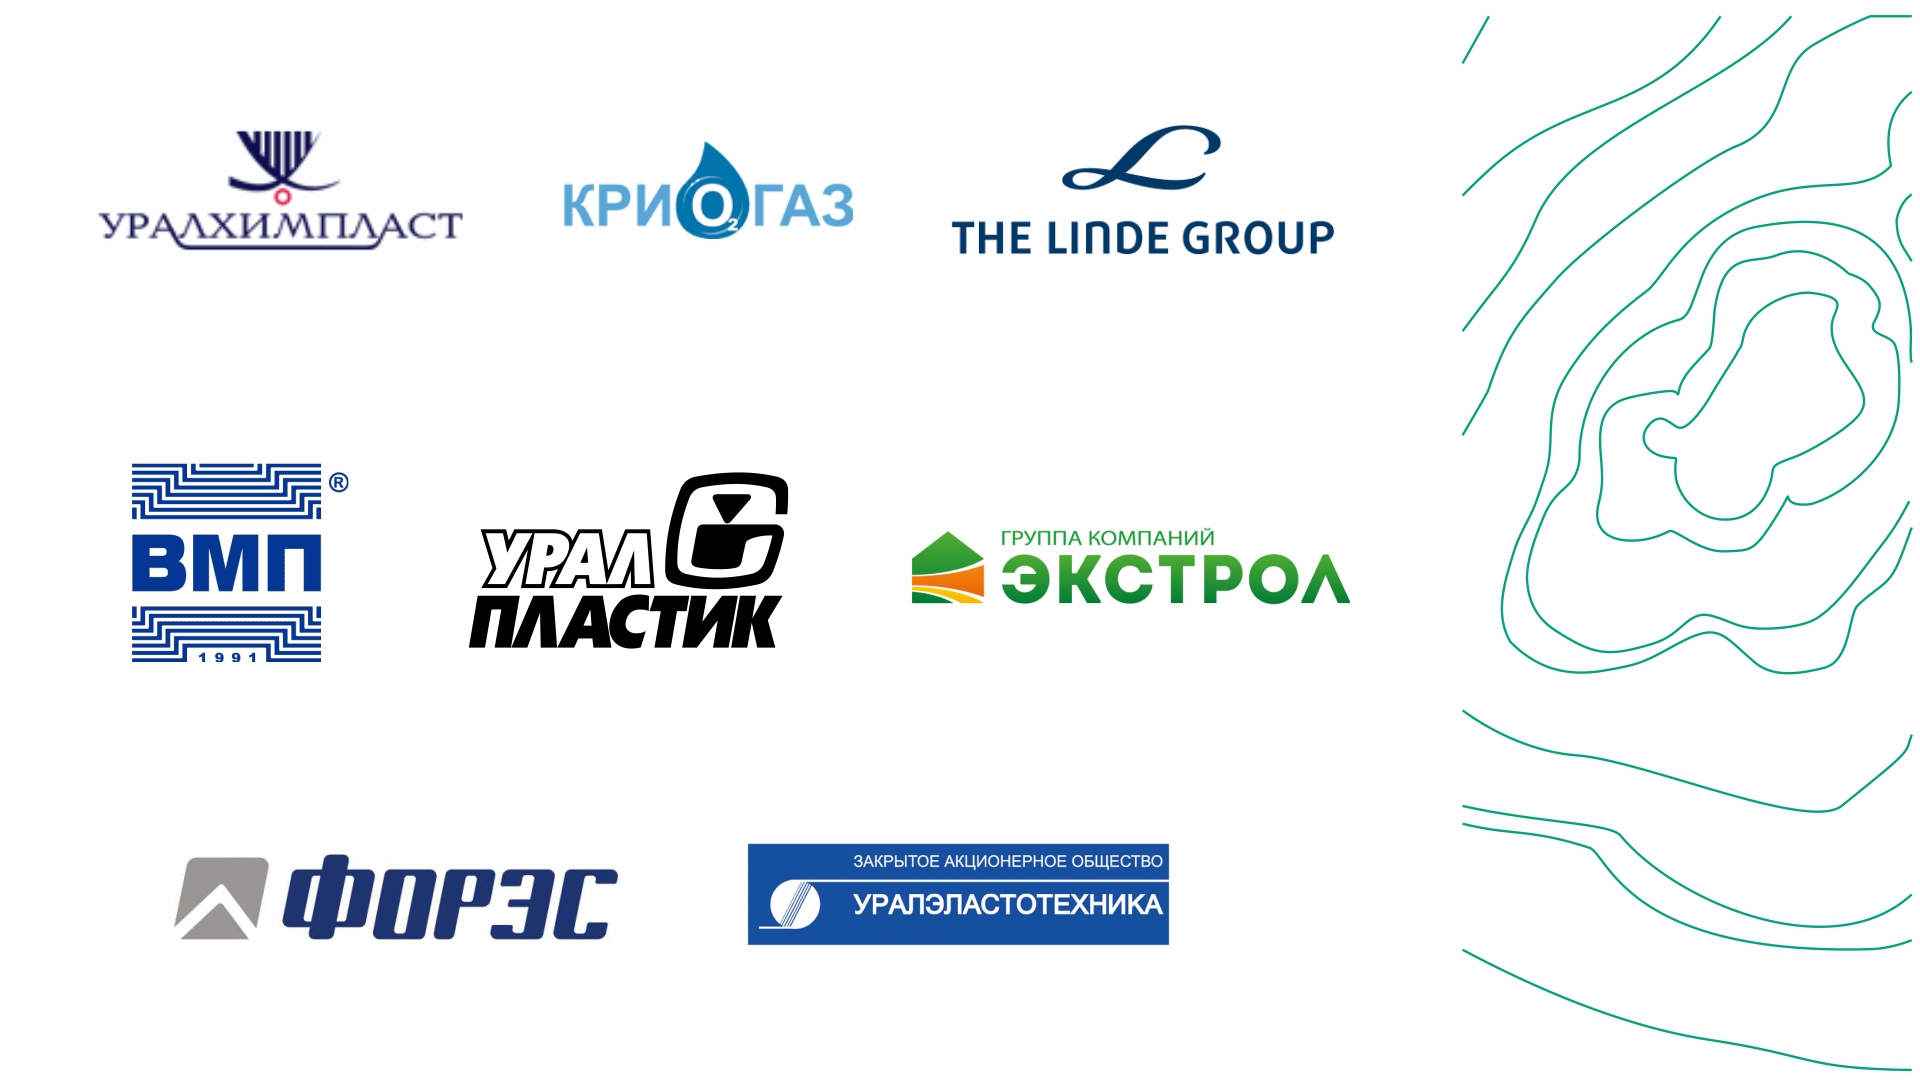 УРАЛХИМПЛАСТ
КРИО2ГАЗ
THE LINDE GROUP
ВМП ®
1991
УРАЛ
ПЛАСТИК
ГРУППА КОМПАНИЙ
ЭКСТРОЛ
ФОРЭС
ЗАКРЫТОЕ АКЦИОНЕРНОЕ ОБЩЕСТВО
УРАЛЭЛАСТОТЕХНИКА